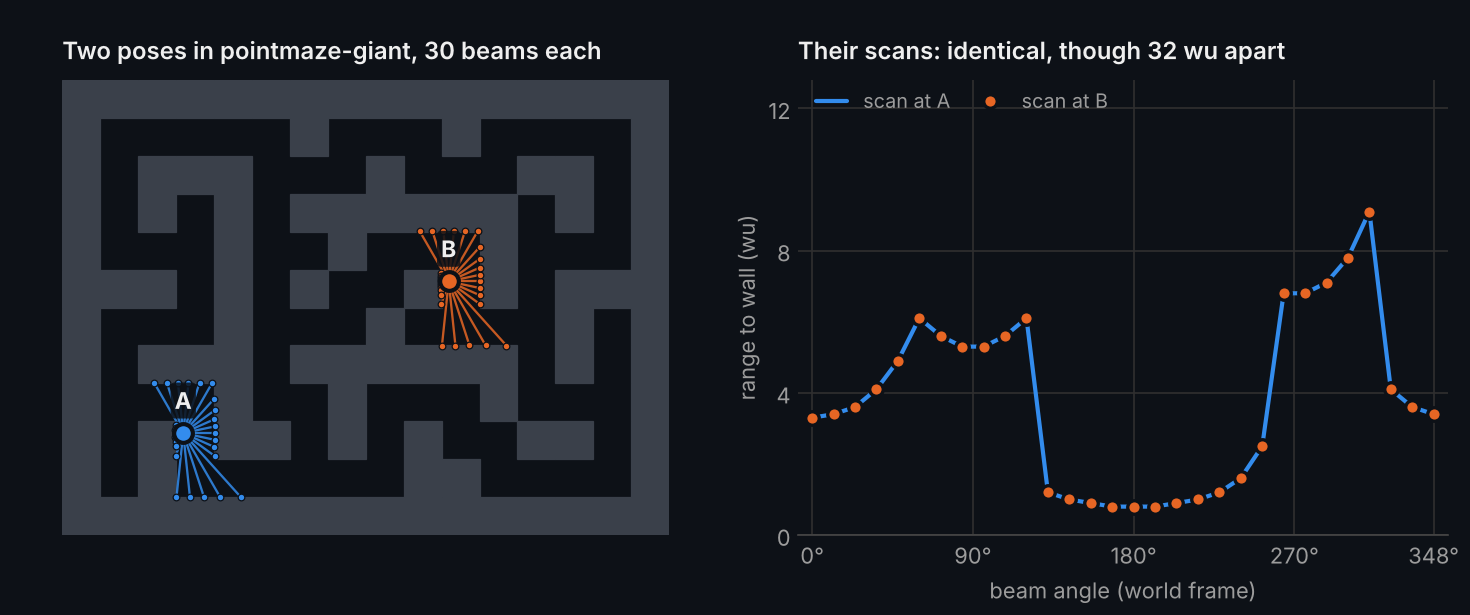 Two poses in pointmaze-giant, 30 beams each
A
B
Their scans: identical, though 32 wu apart
scan at A
scan at B
range to wall (wu)
12
8
4
0
0° 90° 180° 270° 348°
beam angle (world frame)